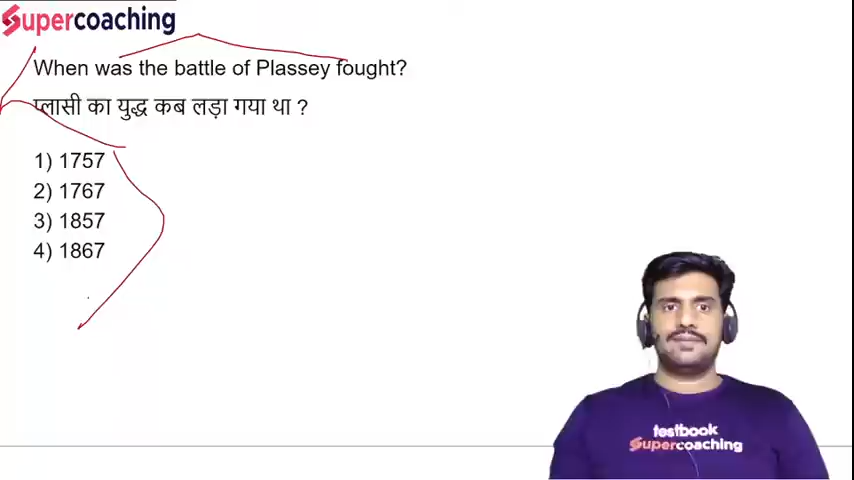 Supercoaching
When was the battle of Plassey fought?
प्लासी का युद्ध कब लड़ा गया था ?
1) 1757
2) 1767
3) 1857
4) 1867
testbook
Supercoaching